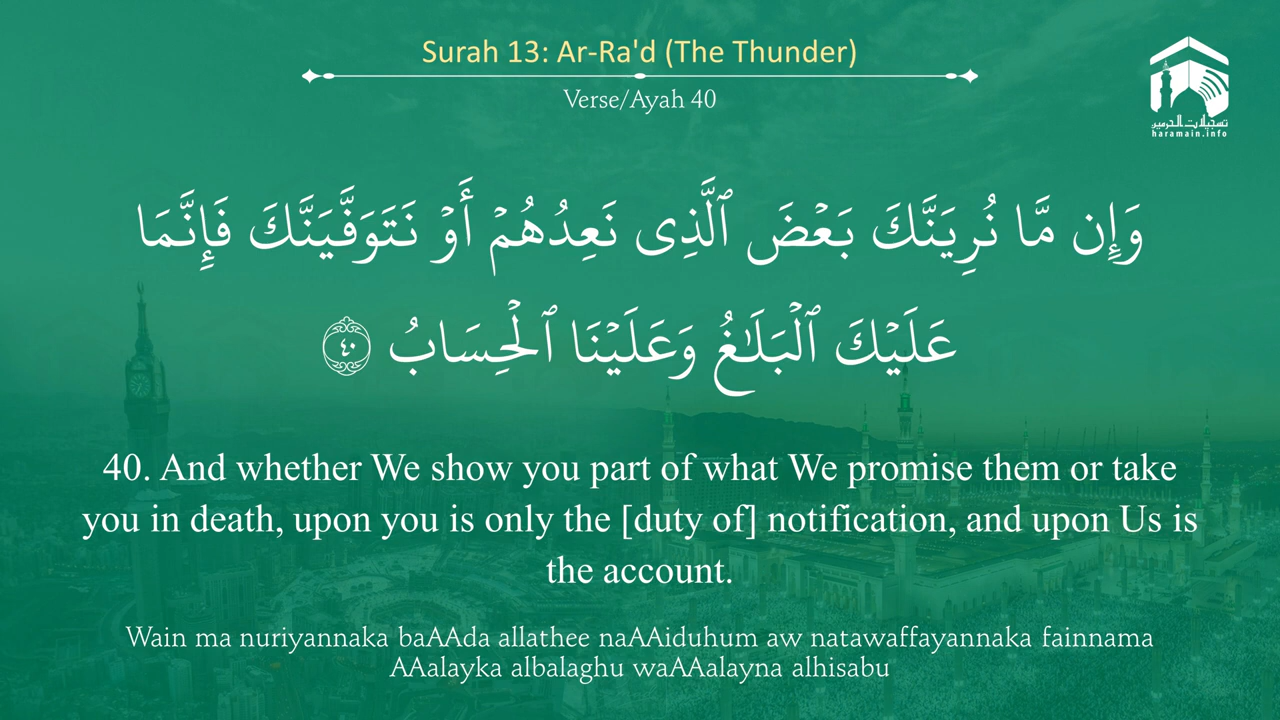 Surah 13: Ar-Ra'd (The Thunder)
Verse/Ayah 40
تسجيلات الحرمين
haramain.info
وَإِن مَّا نُرِيَنَّكَ بَعْضَ ٱلَّذِى نَعِدُهُمْ أَوْ نَتَوَفَّيَنَّكَ فَإِنَّمَا
عَلَيْكَ ٱلْبَلَـٰغُ وَعَلَيْنَا ٱلْحِسَابُ ٤٠
40. And whether We show you part of what We promise them or take
you in death, upon you is only the [duty of] notification, and upon Us is
the account.
Wain ma nuriyannaka baAAda allathee naAAiduhum aw natawaffayannaka fainnama
AAalayka albalaghu waAAalayna alhisabu